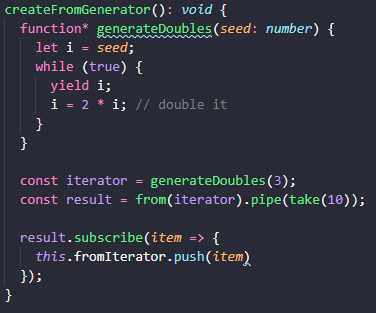 createFromGenerator(): void {
  function* generateDoubles(seed: number) {
    let i = seed;
    while (true) {
      yield i;
      i = 2 * i; // double it
    }
  }

  const iterator = generateDoubles(3);
  const result = from(iterator).pipe(take(10));

  result.subscribe(item => {
    this.fromIterator.push(item)
  });
}